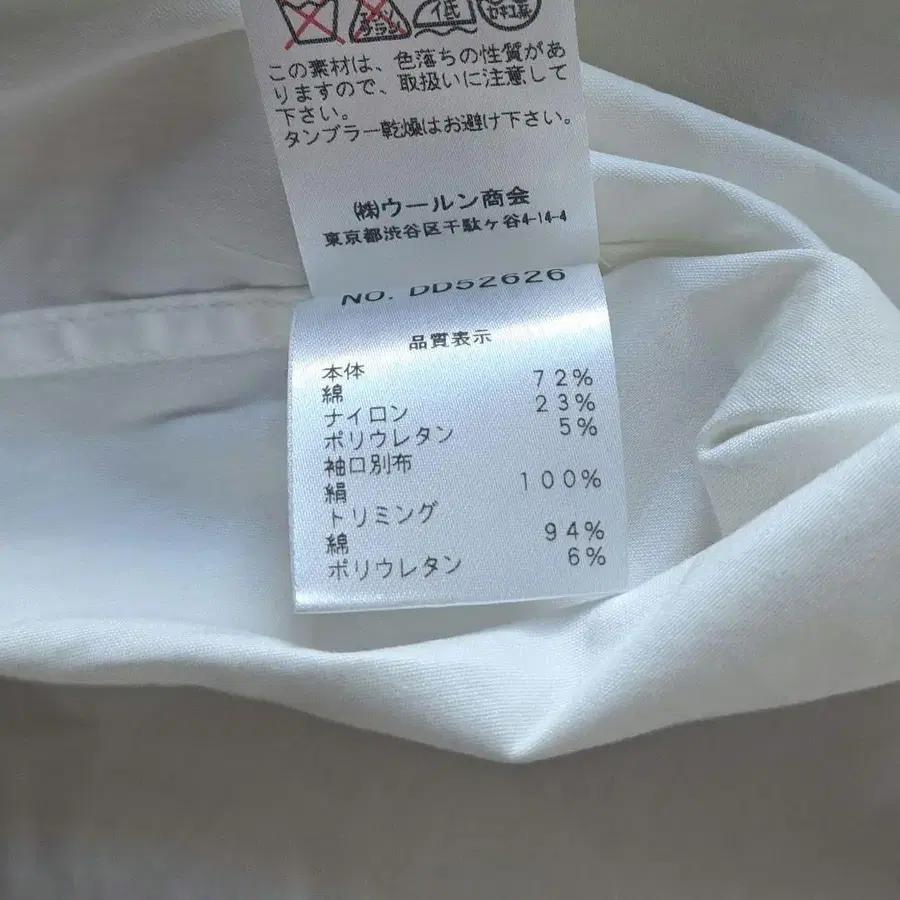 低
この素材は、色落ちの性質があ
りますので、取扱いに注意して
下さい。
タンブラー乾燥はお避け下さい。
㈱ウールン商会
東京都渋谷区千駄ヶ谷4-14-4
NO. DD52626
品質表示
本体
綿 72%
ナイロン 23%
ポリウレタン 5%
袖口別布
絹 100%
トリミング
綿 94%
ポリウレタン 6%